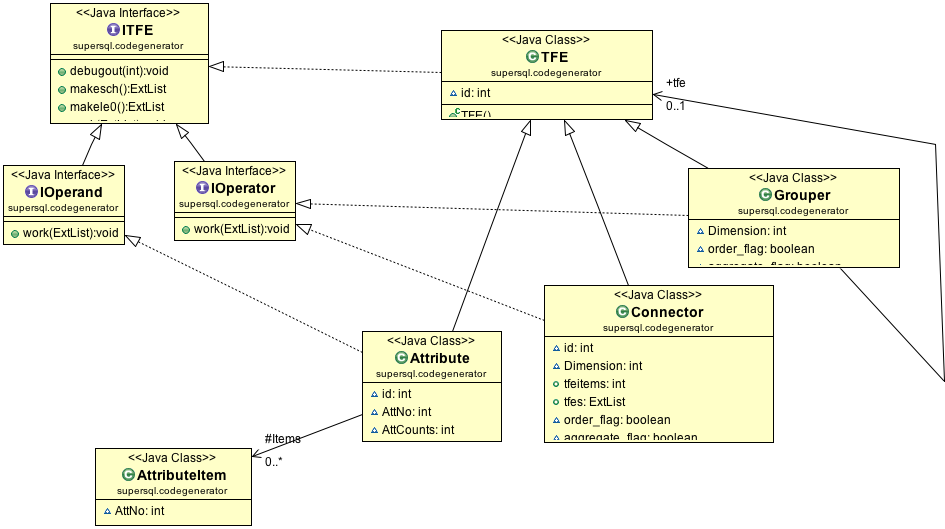 <<Java Interface>>
ITFE
supersql.codegenerator
debugout(int):void
makesch():ExtList
makele0():ExtList
<<Java Class>>
TFE
supersql.codegenerator
id: int
TFE()
+tfe
0..1
<<Java Interface>>
IOperand
supersql.codegenerator
work(ExtList):void
<<Java Interface>>
IOperator
supersql.codegenerator
work(ExtList):void
<<Java Class>>
Grouper
supersql.codegenerator
Dimension: int
order_flag: boolean
aggregate_flag: boolean
<<Java Class>>
Connector
supersql.codegenerator
id: int
Dimension: int
tfeitems: int
tfes: ExtList
order_flag: boolean
aggregate_flag: boolean
<<Java Class>>
Attribute
supersql.codegenerator
id: int
AttNo: int
AttCounts: int
#Items
0..*
<<Java Class>>
AttributeItem
supersql.codegenerator
AttNo: int